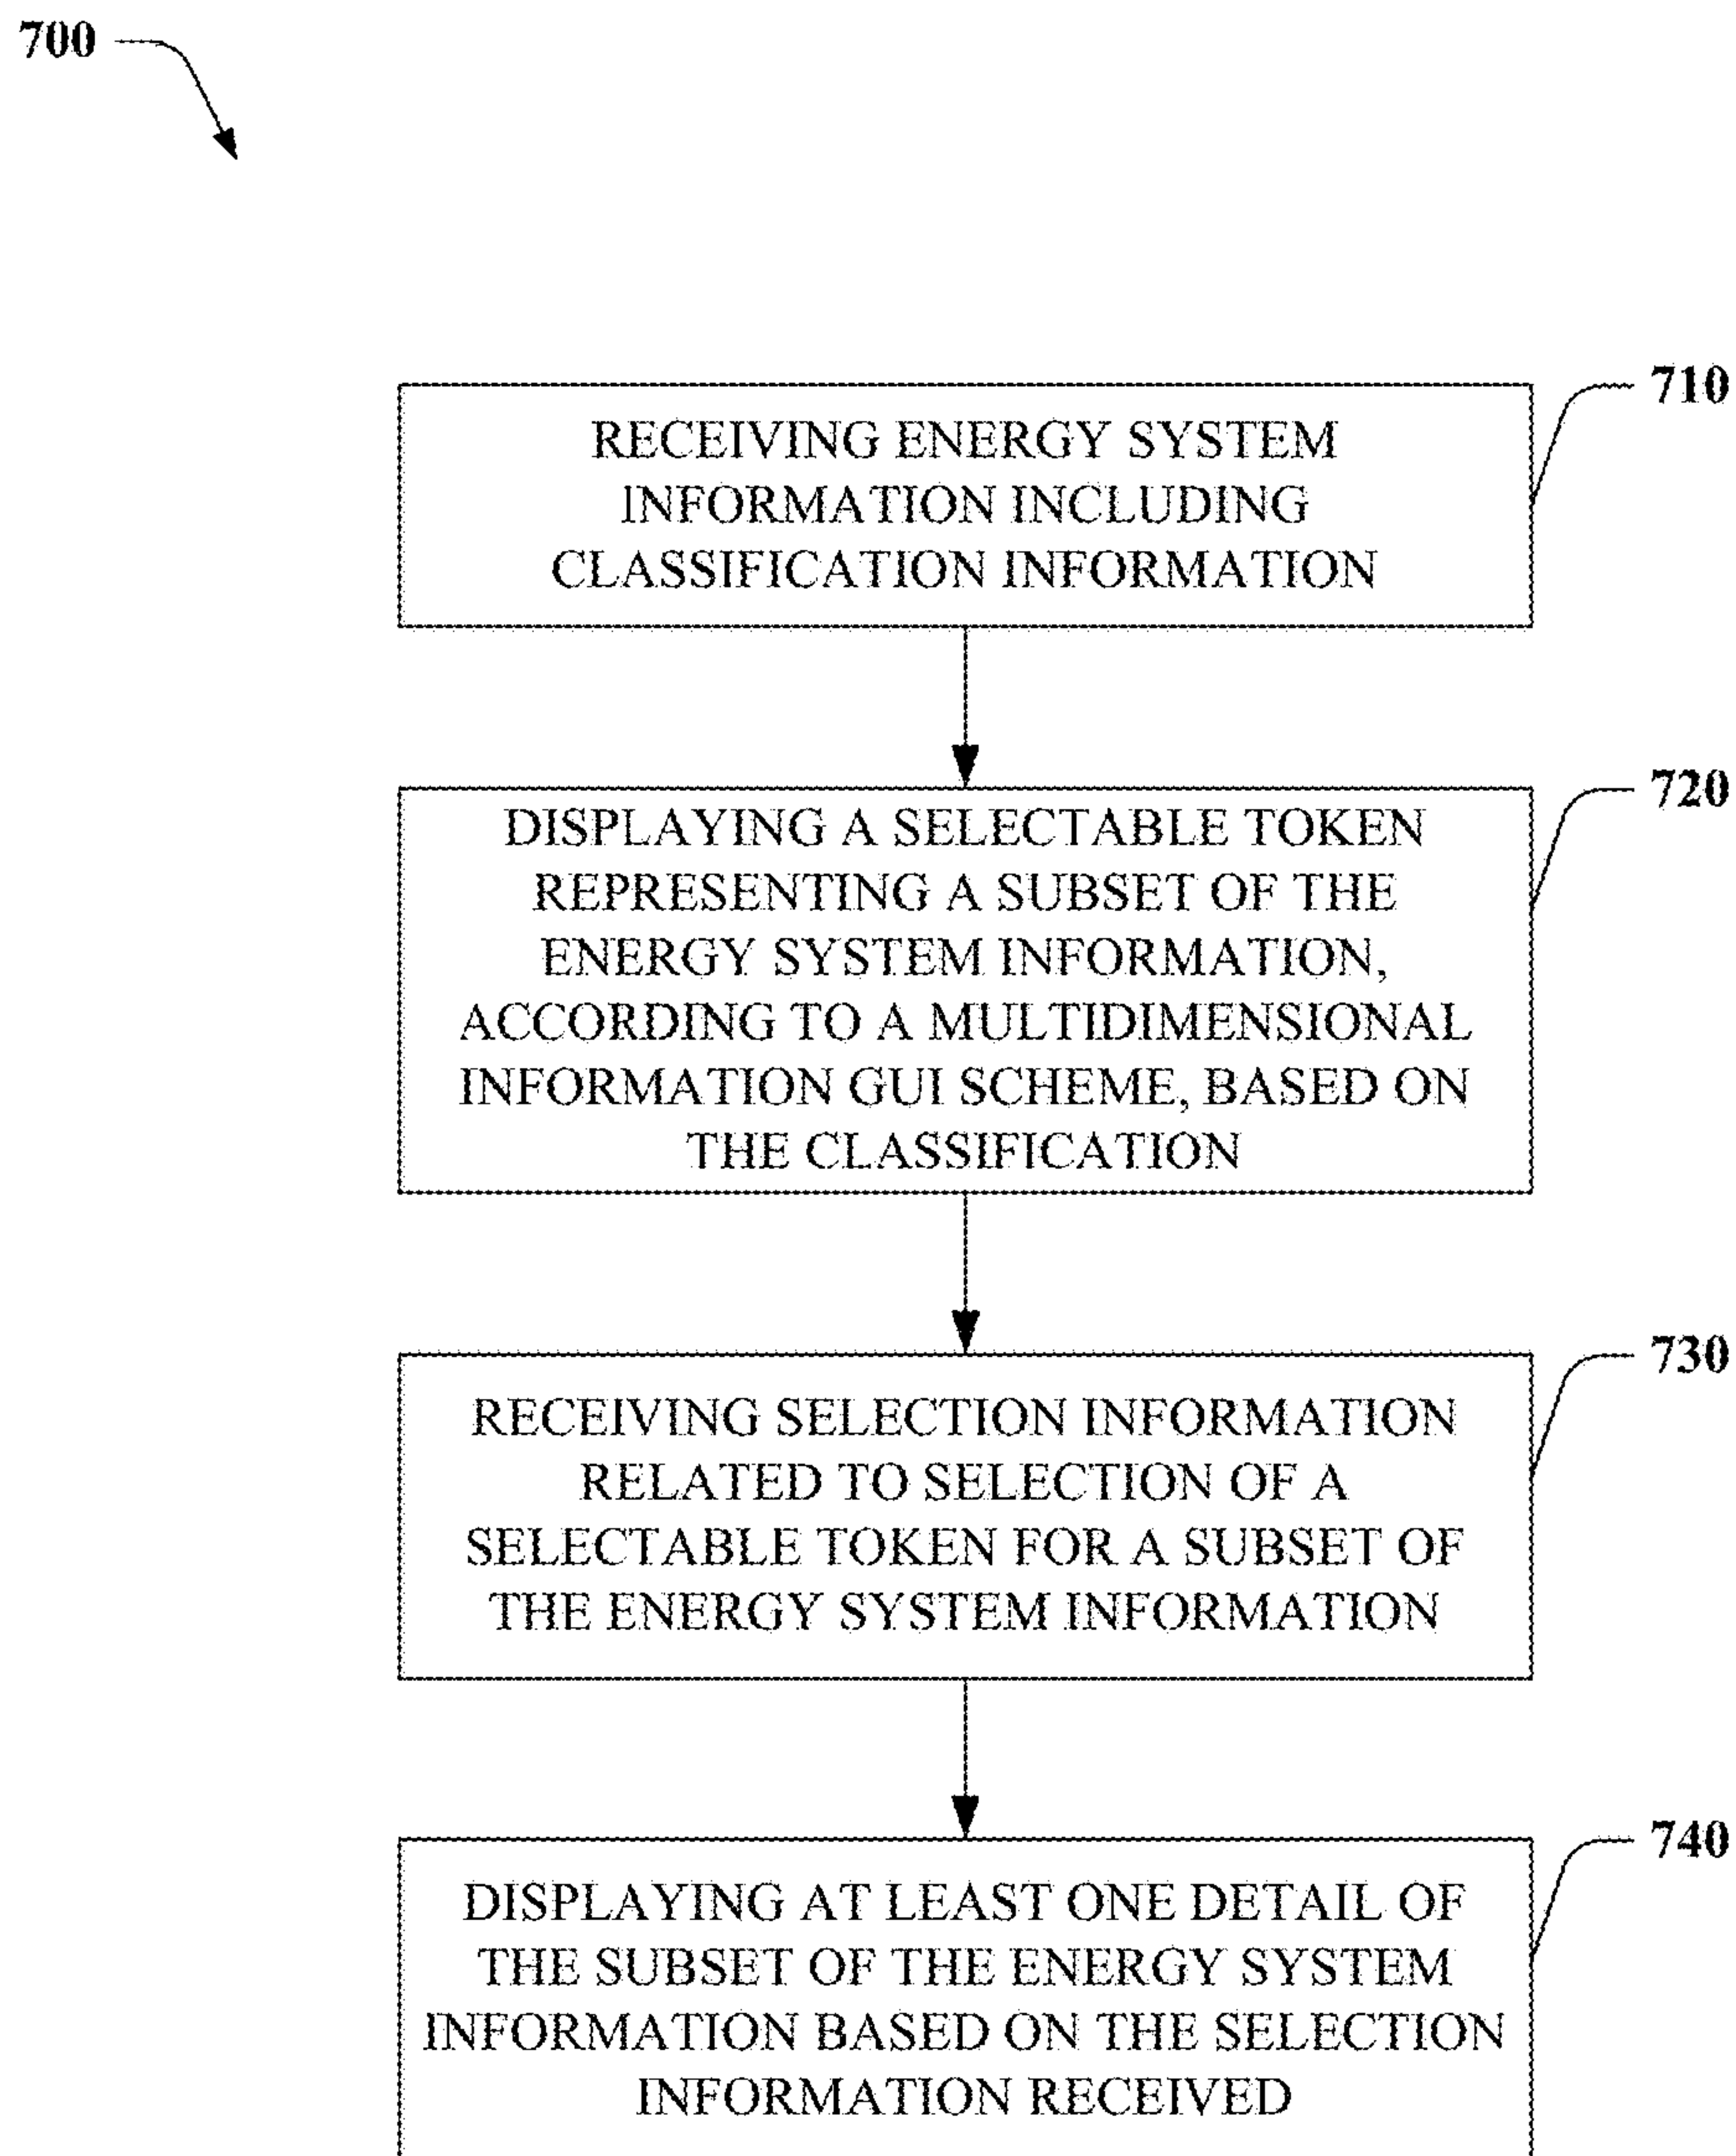 700
710
RECEIVING ENERGY SYSTEM
INFORMATION INCLUDING
CLASSIFICATION INFORMATION
720
DISPLAYING A SELECTABLE TOKEN
REPRESENTING A SUBSET OF THE
ENERGY SYSTEM INFORMATION,
ACCORDING TO A MULTIDIMENSIONAL
INFORMATION GUI SCHEME, BASED ON
THE CLASSIFICATION
730
RECEIVING SELECTION INFORMATION
RELATED TO SELECTION OF A
SELECTABLE TOKEN FOR A SUBSET OF
THE ENERGY SYSTEM INFORMATION
740
DISPLAYING AT LEAST ONE DETAIL OF
THE SUBSET OF THE ENERGY SYSTEM
INFORMATION BASED ON THE SELECTION
INFORMATION RECEIVED